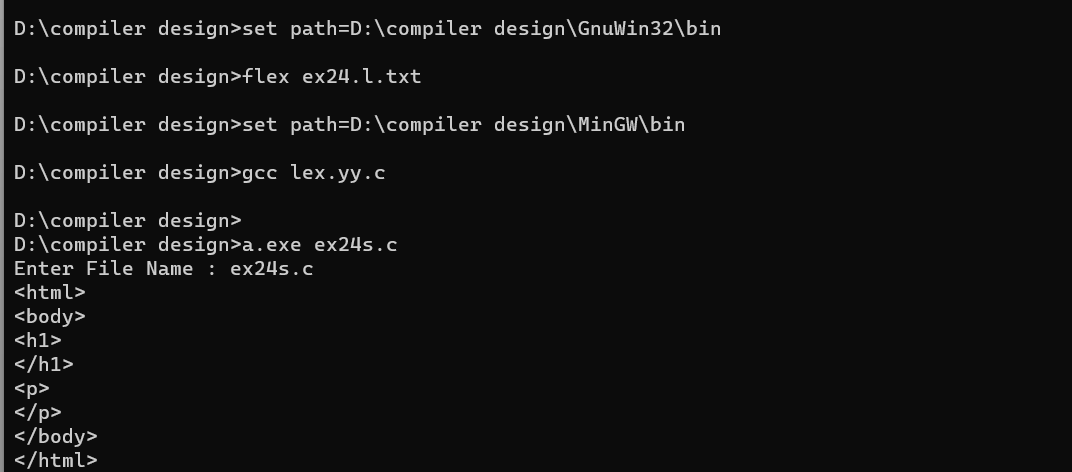 D:\compiler design>set path=D:\compiler design\GnuWin32\bin
D:\compiler design>flex ex24.l.txt
D:\compiler design>set path=D:\compiler design\MinGW\bin
D:\compiler design>gcc lex.yy.c
D:\compiler design>
D:\compiler design>a.exe ex24s.c
Enter File Name : ex24s.c
<html>
<body>
<h1>
</h1>
<p>
</p>
</body>
</html>